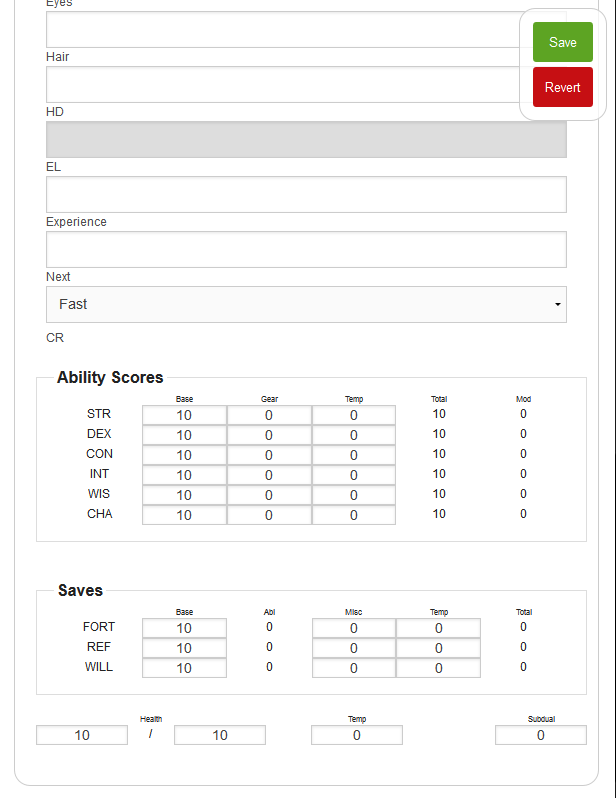 Eyes
Save
Hair
Revert
HD
EL
Experience
Next
Fast
CR
Ability Scores
Base Gear Temp Total Mod
STR 10 0 0 10 0
DEX 10 0 0 10 0
CON 10 0 0 10 0
INT 10 0 0 10 0
WIS 10 0 0 10 0
CHA 10 0 0 10 0
Saves
Base Abl Misc Temp Total
FORT 10 0 0 0 0
REF 10 0 0 0 0
WILL 10 0 0 0 0
Health Temp Subdual
10 / 10 0 0